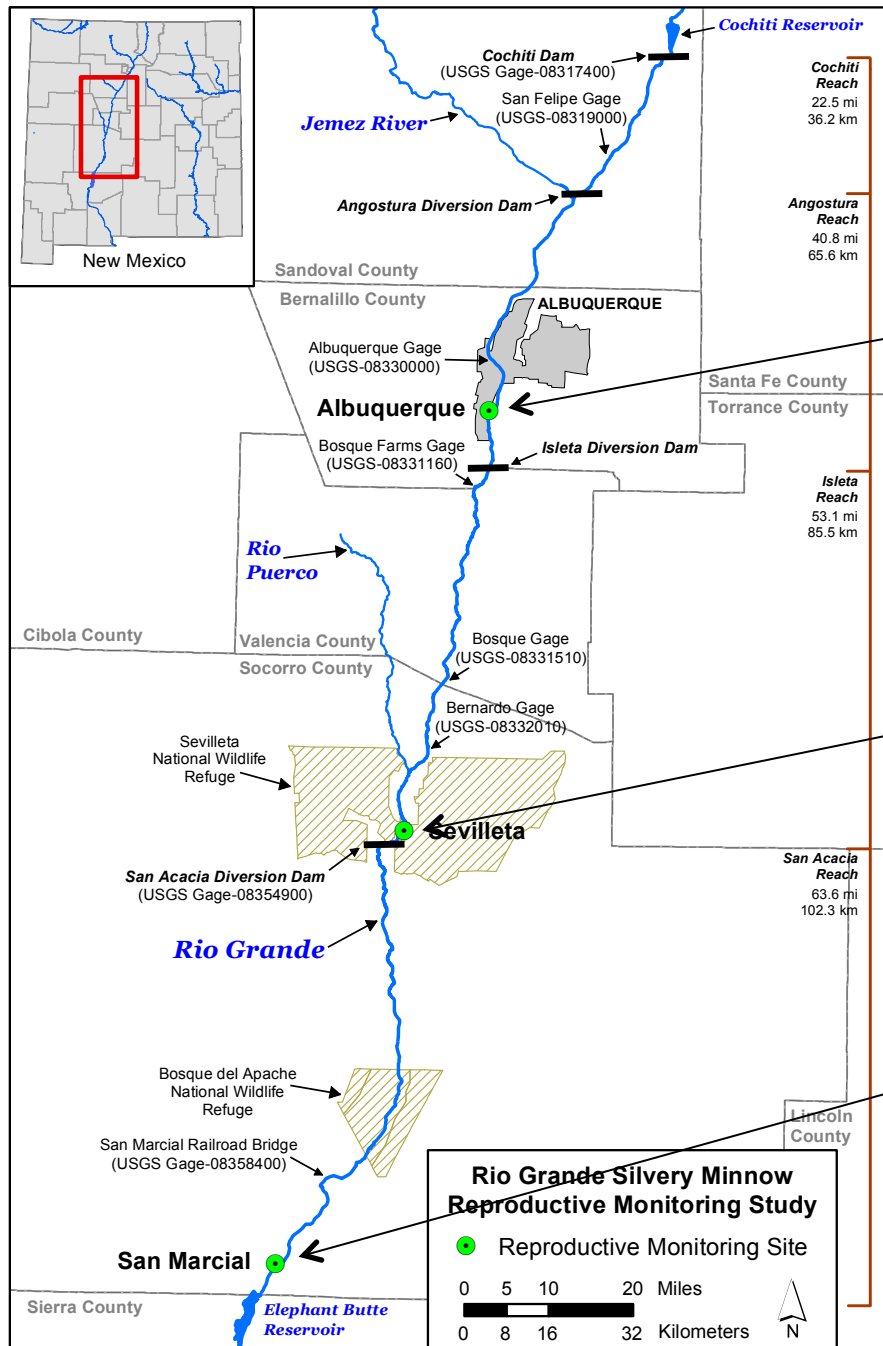 New Mexico
Cochiti Reservoir
Cochiti Dam
(USGS Gage-08317400)
San Felipe Gage
(USGS-08319000)
Jemez River
Angostura Diversion Dam
Cochiti
Reach
22.5 mi
36.2 km
Angostura
Reach
40.8 mi
65.6 km
Sandoval County
Bernalillo County
ALBUQUERQUE
Albuquerque Gage
(USGS-08330000)
Santa Fe County
Torrance County
Albuquerque
Bosque Farms Gage
(USGS-08331160)
Isleta Diversion Dam
Isleta
Reach
53.1 mi
85.5 km
Rio
Puerco
Cibola County
Valencia County
Socorro County
Bosque Gage
(USGS-08331510)
Bernardo Gage
(USGS-08332010)
Sevilleta
National Wildlife
Refuge
Sevilleta
San Acacia Diversion Dam
(USGS Gage-08354900)
San Acacia
Reach
63.6 mi
102.3 km
Rio Grande
Bosque del Apache
National Wildlife
Refuge
Lincoln
County
San Marcial Railroad Bridge
(USGS Gage-08358400)
San Marcial
Sierra County
Elephant Butte
Reservoir
Rio Grande Silvery Minnow
Reproductive Monitoring Study
Reproductive Monitoring Site
0 5 10 20 Miles
0 8 16 32 Kilometers
N